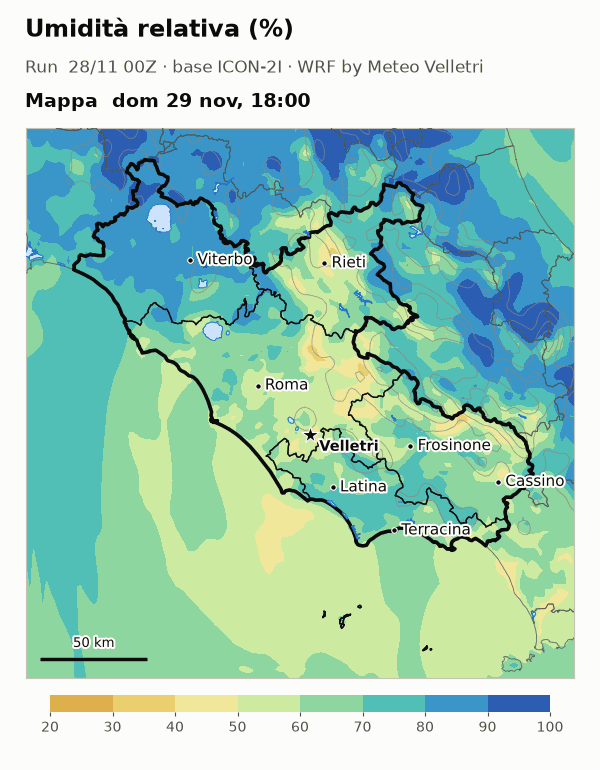 Umidità relativa (%)
Run  28/11 00Z · base ICON-2I · WRF by Meteo Velletri
Mappa  dom 29 nov, 18:00
Viterbo
Rieti
Roma
Velletri
Frosinone
Latina
Cassino
Terracina
50 km
20 30 40 50 60 70 80 90 100